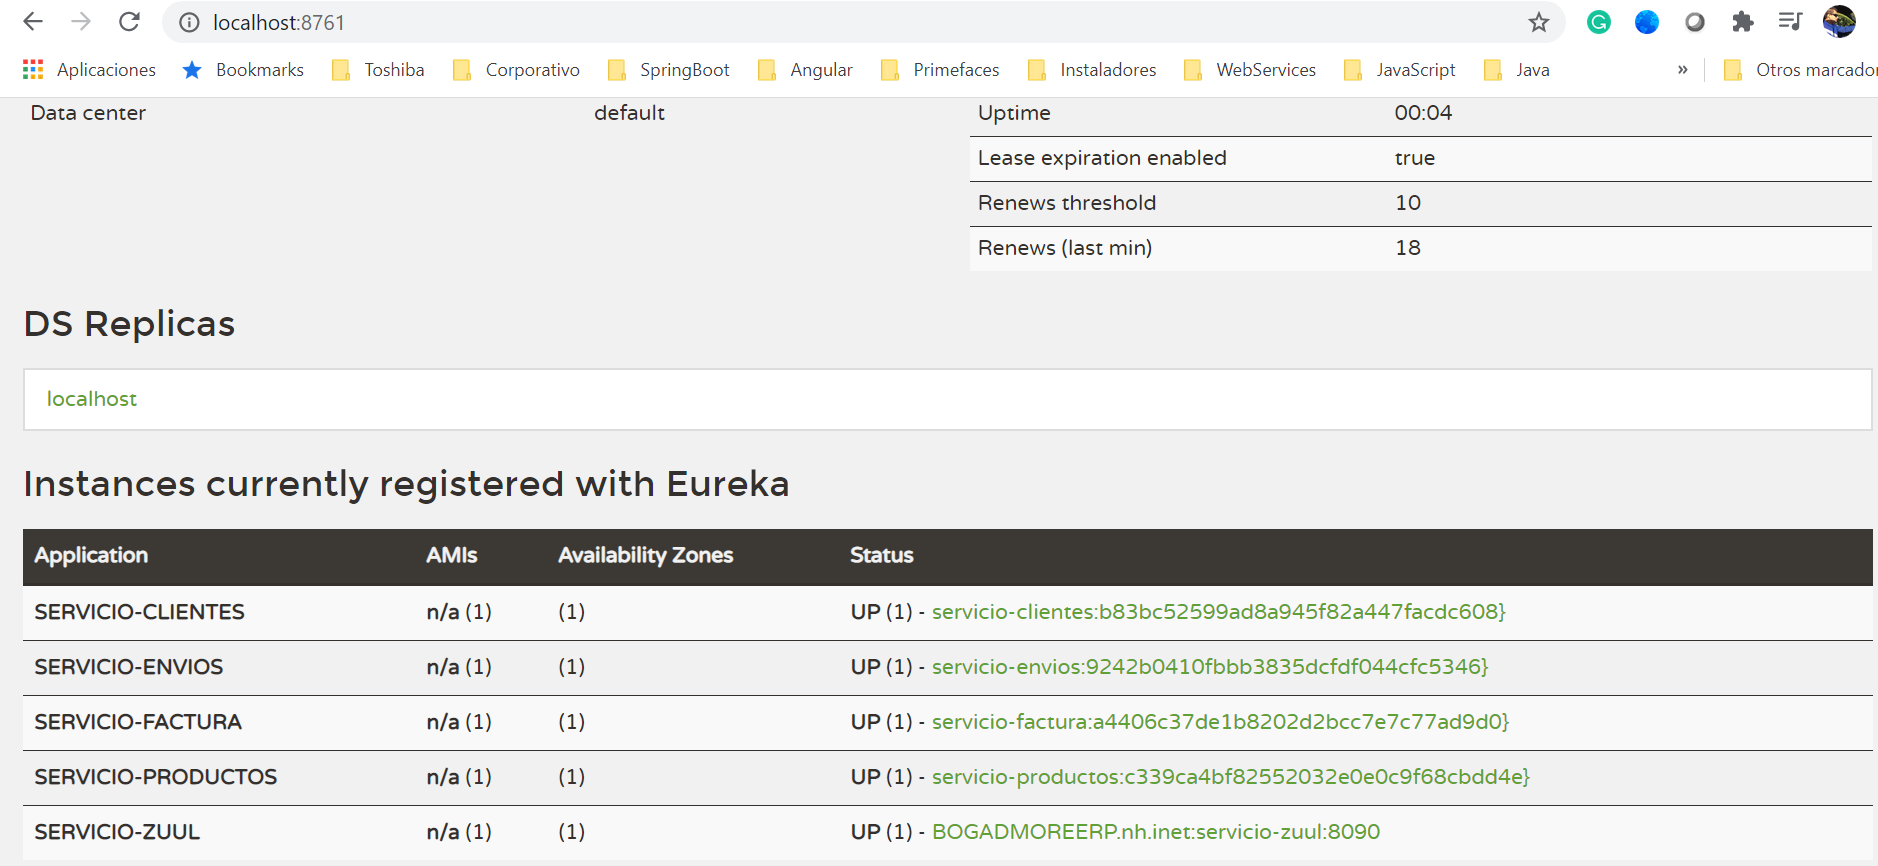 localhost:8761
Aplicaciones Bookmarks Toshiba Corporativo SpringBoot Angular Primefaces Instaladores WebServices JavaScript Java » Otros marcador
Data center default
Uptime 00:04
Lease expiration enabled true
Renews threshold 10
Renews (last min) 18
DS Replicas
localhost
Instances currently registered with Eureka
Application AMIs Availability Zones Status
SERVICIO-CLIENTES n/a (1) (1) UP (1) - servicio-clientes:b83bc52599ad8a945f82a447facdc608}
SERVICIO-ENVIOS n/a (1) (1) UP (1) - servicio-envios:9242b0410fbbb3835dcfdf044cfc5346}
SERVICIO-FACTURA n/a (1) (1) UP (1) - servicio-factura:a4406c37de1b8202d2bcc7e7c77ad9d0}
SERVICIO-PRODUCTOS n/a (1) (1) UP (1) - servicio-productos:c339ca4bf82552032e0e0c9f68cbdd4e}
SERVICIO-ZUUL n/a (1) (1) UP (1) - BOGADMOREERP.nh.inet:servicio-zuul:8090